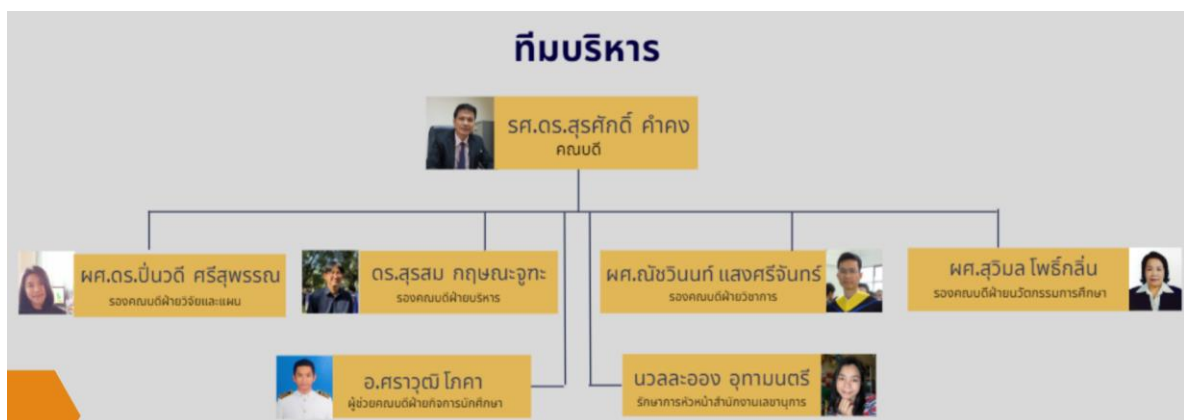 ทีมบริหาร
รศ.ดร.สุรศักดิ์ คำคง
คณบดี
ผศ.ดร.ปิ่นวดี ศรีสุพรรณ
รองคณบดีฝ่ายวิจัยและแผน
ดร.สุรสม กฤษณะจูฑะ
รองคณบดีฝ่ายบริหาร
ผศ.ณัชวินนท์ แสงศรีจันทร์
รองคณบดีฝ่ายวิชาการ
ผศ.สุวิมล โพธิ์กลิ่น
รองคณบดีฝ่ายนวัตกรรมการศึกษา
อ.ศราวุฒิ โภคา
ผู้ช่วยคณบดีฝ่ายกิจการนักศึกษา
นวลละออง อุทามนตรี
รักษาการหัวหน้าสำนักงานเลขานุการ